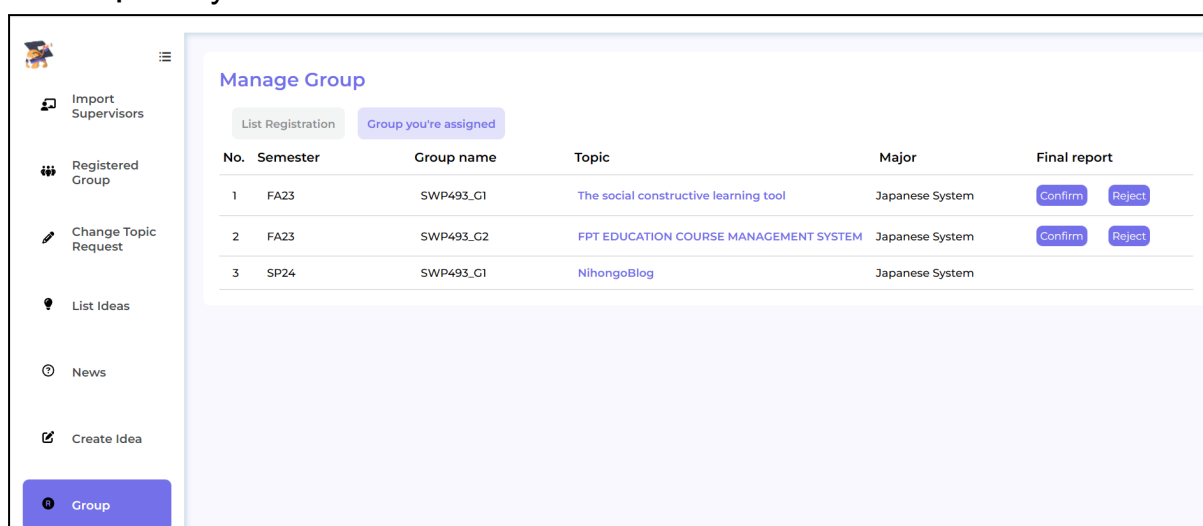 Import
Supervisors
Registered
Group
Change Topic
Request
List Ideas
News
Create Idea
Group
Manage Group
List Registration Group you're assigned
No. Semester Group name Topic Major Final report
1 FA23 SWP493_G1 The social constructive learning tool Japanese System Confirm Reject
2 FA23 SWP493_G2 FPT EDUCATION COURSE MANAGEMENT SYSTEM Japanese System Confirm Reject
3 SP24 SWP493_G1 NihongoBlog Japanese System